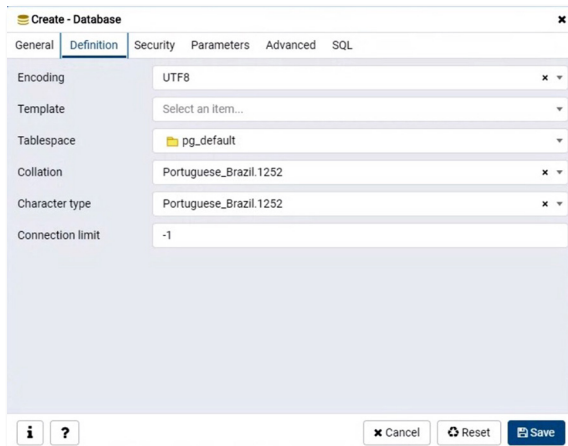 Create - Database
General Definition Security Parameters Advanced SQL
Encoding UTF8
Template Select an item...
Tablespace pg_default
Collation Portuguese_Brazil.1252
Character type Portuguese_Brazil.1252
Connection limit -1
i ? Cancel Reset Save